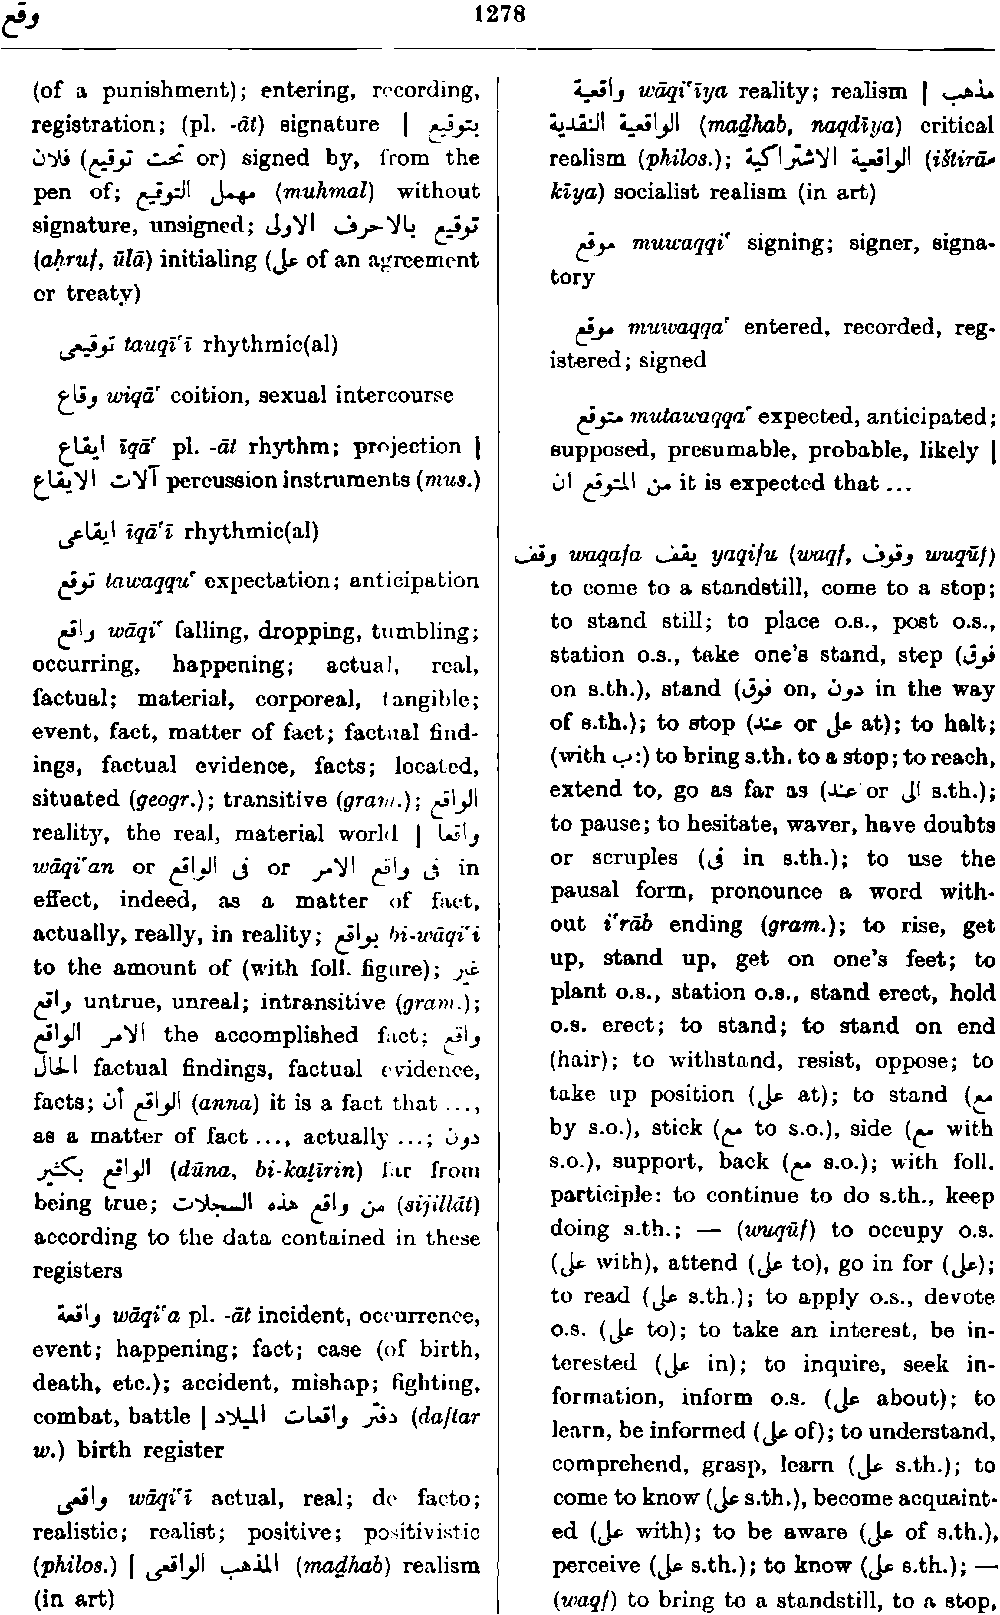 وقع
1278
(of a punishment); entering, recording,
registration; (pl. -āt) signature | بتوقيع
فلان (تحت توقيع or) signed by, from the
pen of; مهمل التوقيع (muhmal) without
signature, unsigned; توقيع بالاحرف الاولى
(aḥruf, ūlā) initialing (على of an agreement
or treaty)
توقيعى tauqīʿī rhythmic(al)
وقاع wiqāʿ coition, sexual intercourse
ايقاع īqāʿ pl. -āt rhythm; projection |
آلات الايقاع percussion instruments (mus.)
ايقاعى īqāʿī rhythmic(al)
توقع tawaqquʿ expectation; anticipation
واقع wāqiʿ falling, dropping, tumbling;
occurring, happening; actual, real,
factual; material, corporeal, tangible;
event, fact, matter of fact; factual find-
ings, factual evidence, facts; located,
situated (geogr.); transitive (gram.); الواقع
reality, the real, material world | واقعا
wāqiʿan or فى الواقع or فى واقع الامر in
effect, indeed, as a matter of fact,
actually, really, in reality; بواقع bi-wāqiʿi
to the amount of (with foll. figure); غير
واقع untrue, unreal; intransitive (gram.);
الامر الواقع the accomplished fact; واقع
الحال factual findings, factual evidence,
facts; الواقع أن (anna) it is a fact that ...,
as a matter of fact ..., actually ...; دون
الواقع بكثير (dūna, bi-kaṯīrin) far from
being true; من واقع هذه السجلات (sijillāt)
according to the data contained in these
registers
واقعة wāqiʿa pl. -āt incident, occurrence,
event; happening; fact; case (of birth,
death, etc.); accident, mishap; fighting,
combat, battle | دفتر واقعات الميلاد (daftar
w.) birth register
واقعى wāqiʿī actual, real; de facto;
realistic; realist; positive; positivistic
(philos.) | المذهب الواقعى (maḏhab) realism
(in art)
واقعية wāqiʿīya reality; realism | مذهب
الواقعية النقدية (maḏhab, naqdīya) critical
realism (philos.); الواقعية الاشتراكية (ištirā-
kīya) socialist realism (in art)
موقع muwaqqiʿ signing; signer, signa-
tory
موقع muwaqqaʿ entered, recorded, reg-
istered; signed
متوقع mutawaqqaʿ expected, anticipated;
supposed, presumable, probable, likely |
من المتوقع ان it is expected that ...
وقف waqafa يقف yaqifu (waqf, وقوف wuqūf)
to come to a standstill, come to a stop;
to stand still; to place o.s., post o.s.,
station o.s., take one's stand, step (فوق
on s.th.), stand (فوق on, دون in the way
of s.th.); to stop (عند or على at); to halt;
(with ب:) to bring s.th. to a stop; to reach,
extend to, go as far as (عند or الى s.th.);
to pause; to hesitate, waver, have doubts
or scruples (فى in s.th.); to use the
pausal form, pronounce a word with-
out iʿrāb ending (gram.); to rise, get
up, stand up, get on one's feet; to
plant o.s., station o.s., stand erect, hold
o.s. erect; to stand; to stand on end
(hair); to withstand, resist, oppose; to
take up position (على at); to stand (مع
by s.o.), stick (مع to s.o.), side (مع with
s.o.), support, back (مع s.o.); with foll.
participle: to continue to do s.th., keep
doing s.th.; — (wuqūf) to occupy o.s.
(على with), attend (على to), go in for (على);
to read (على s.th.); to apply o.s., devote
o.s. (على to); to take an interest, be in-
terested (على in); to inquire, seek in-
formation, inform o.s. (على about); to
learn, be informed (على of); to understand,
comprehend, grasp, learn (على s.th.); to
come to know (على s.th.), become acquaint-
ed (على with); to be aware (على of s.th.),
perceive (على s.th.); to know (على s.th.); —
(waqf) to bring to a standstill, to a stop,